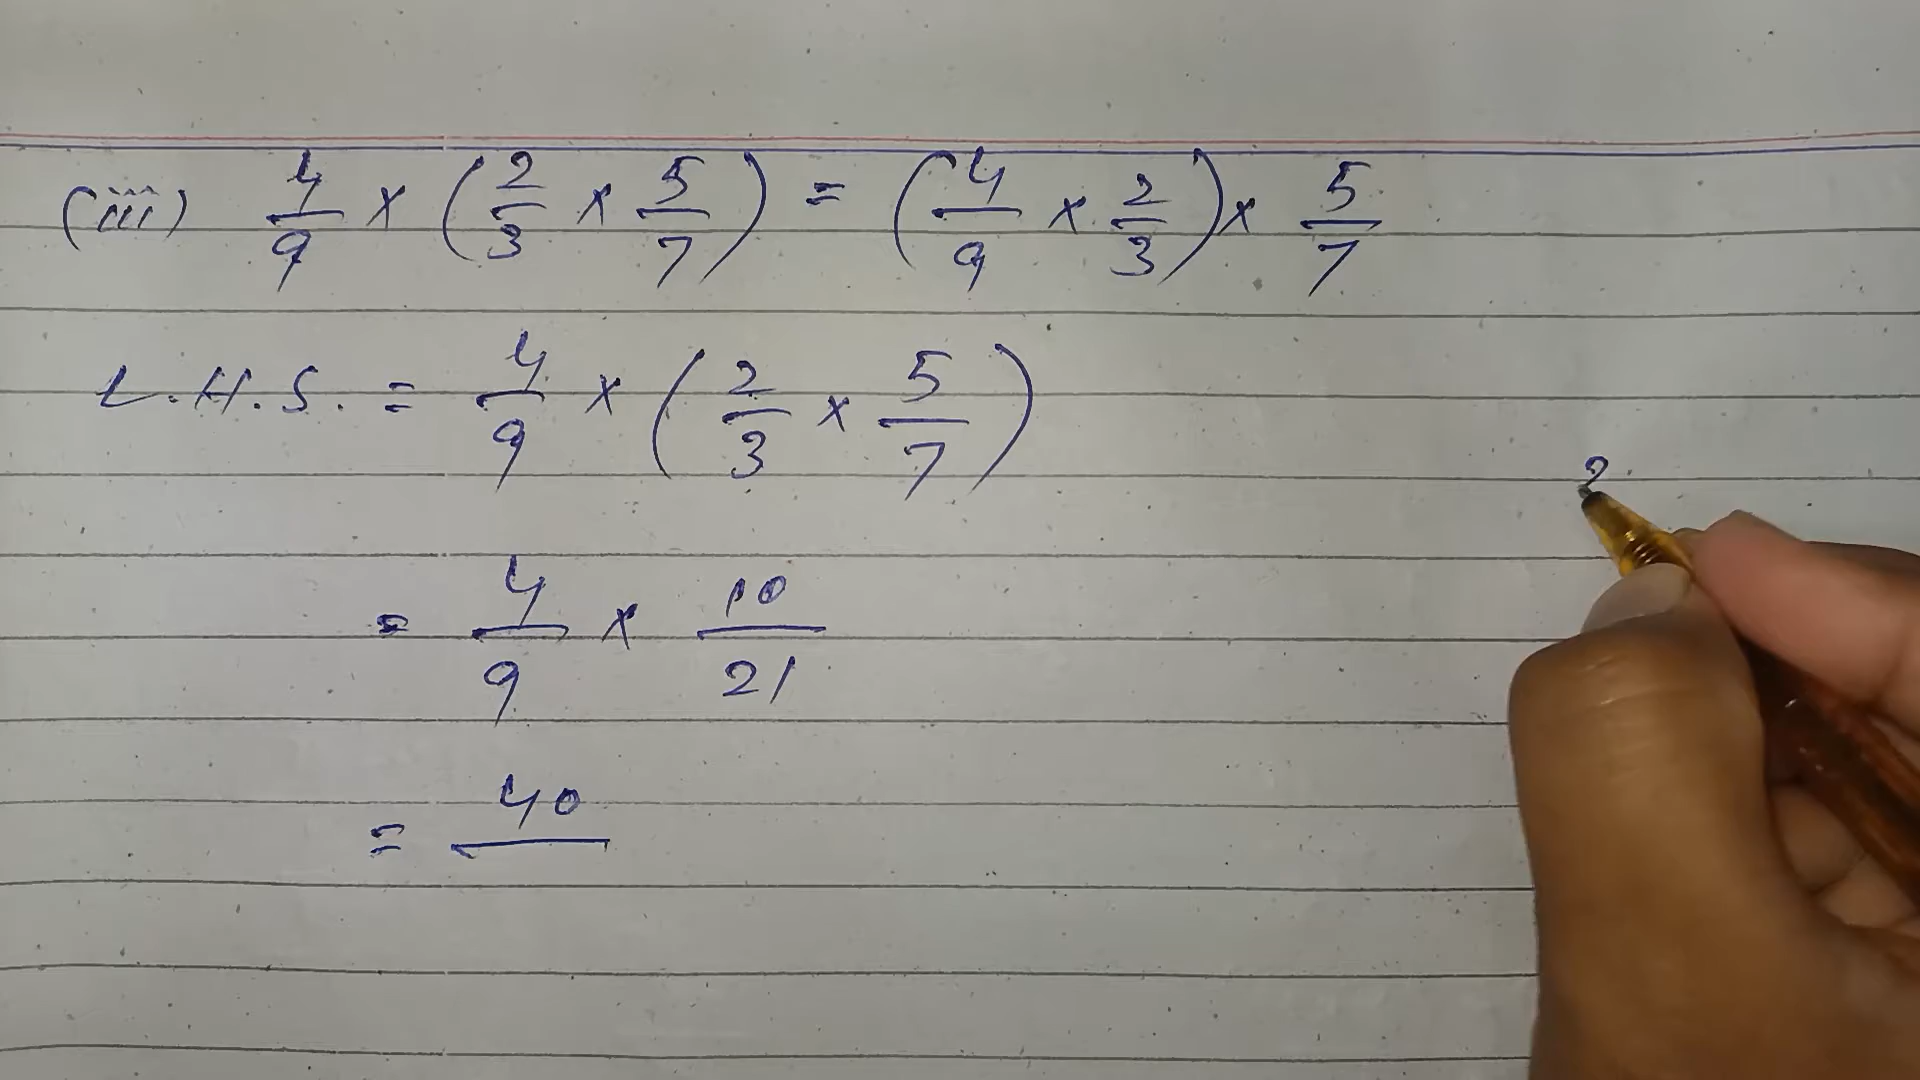 (iii) 4/9 × (2/3 × 5/7) = (4/9 × 2/3) × 5/7
L.H.S. = 4/9 × (2/3 × 5/7)
= 4/9 × 10/21
= 40/